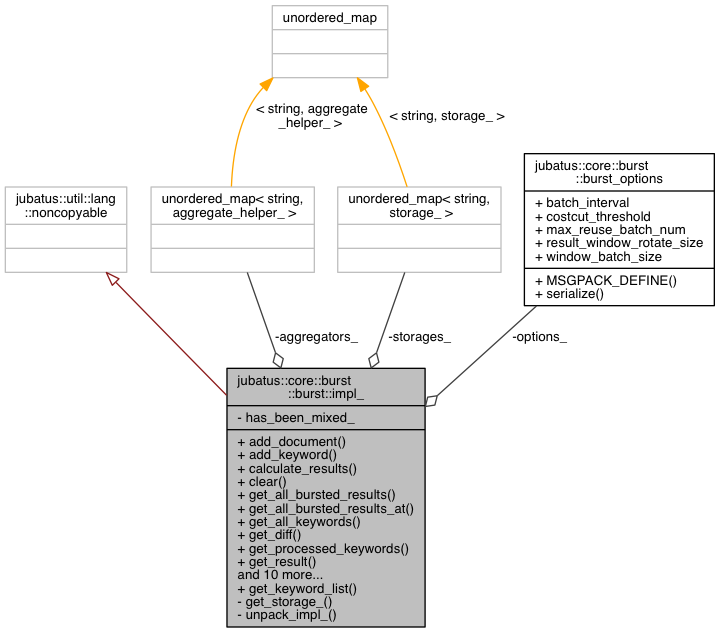 unordered_map
< string, aggregate
_helper_ >
< string, storage_ >
jubatus::util::lang
::noncopyable
unordered_map< string,
aggregate_helper_ >
unordered_map< string,
storage_ >
jubatus::core::burst
::burst_options
+ batch_interval
+ costcut_threshold
+ max_reuse_batch_num
+ result_window_rotate_size
+ window_batch_size
+ MSGPACK_DEFINE()
+ serialize()
-aggregators_
-storages_
-options_
jubatus::core::burst
::burst::impl_
- has_been_mixed_
+ add_document()
+ add_keyword()
+ calculate_results()
+ clear()
+ get_all_bursted_results()
+ get_all_bursted_results_at()
+ get_all_keywords()
+ get_diff()
+ get_processed_keywords()
+ get_result()
and 10 more...
+ get_keyword_list()
- get_storage_()
- unpack_impl_()